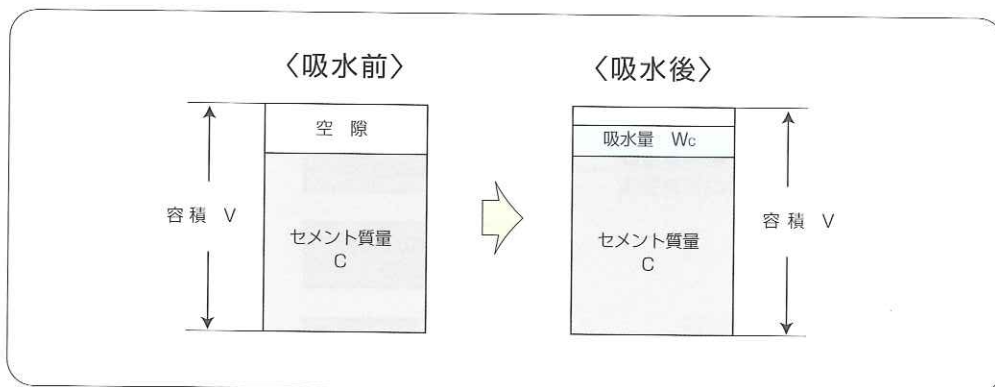 〈吸水前〉
空 隙
容積 V
セメント質量
C
〈吸水後〉
吸水量 Wc
セメント質量
C
容積 V